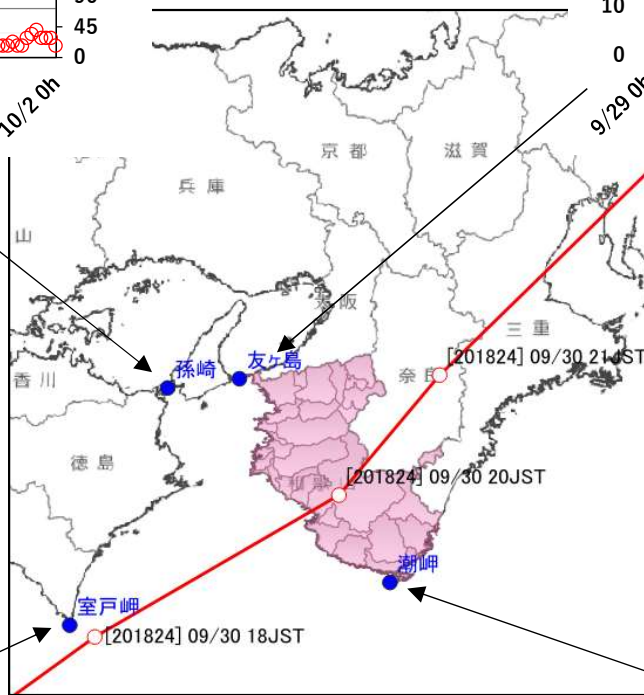 45
0
10/2 0h
10
0
9/29 0h
京都
滋賀
兵庫
山
大阪
三重
友ヶ島
孫崎
奈良
[201824] 09/30 21JST
香川
徳島
[201824] 09/30 20JST
潮岬
室戸岬
[201824] 09/30 18JST